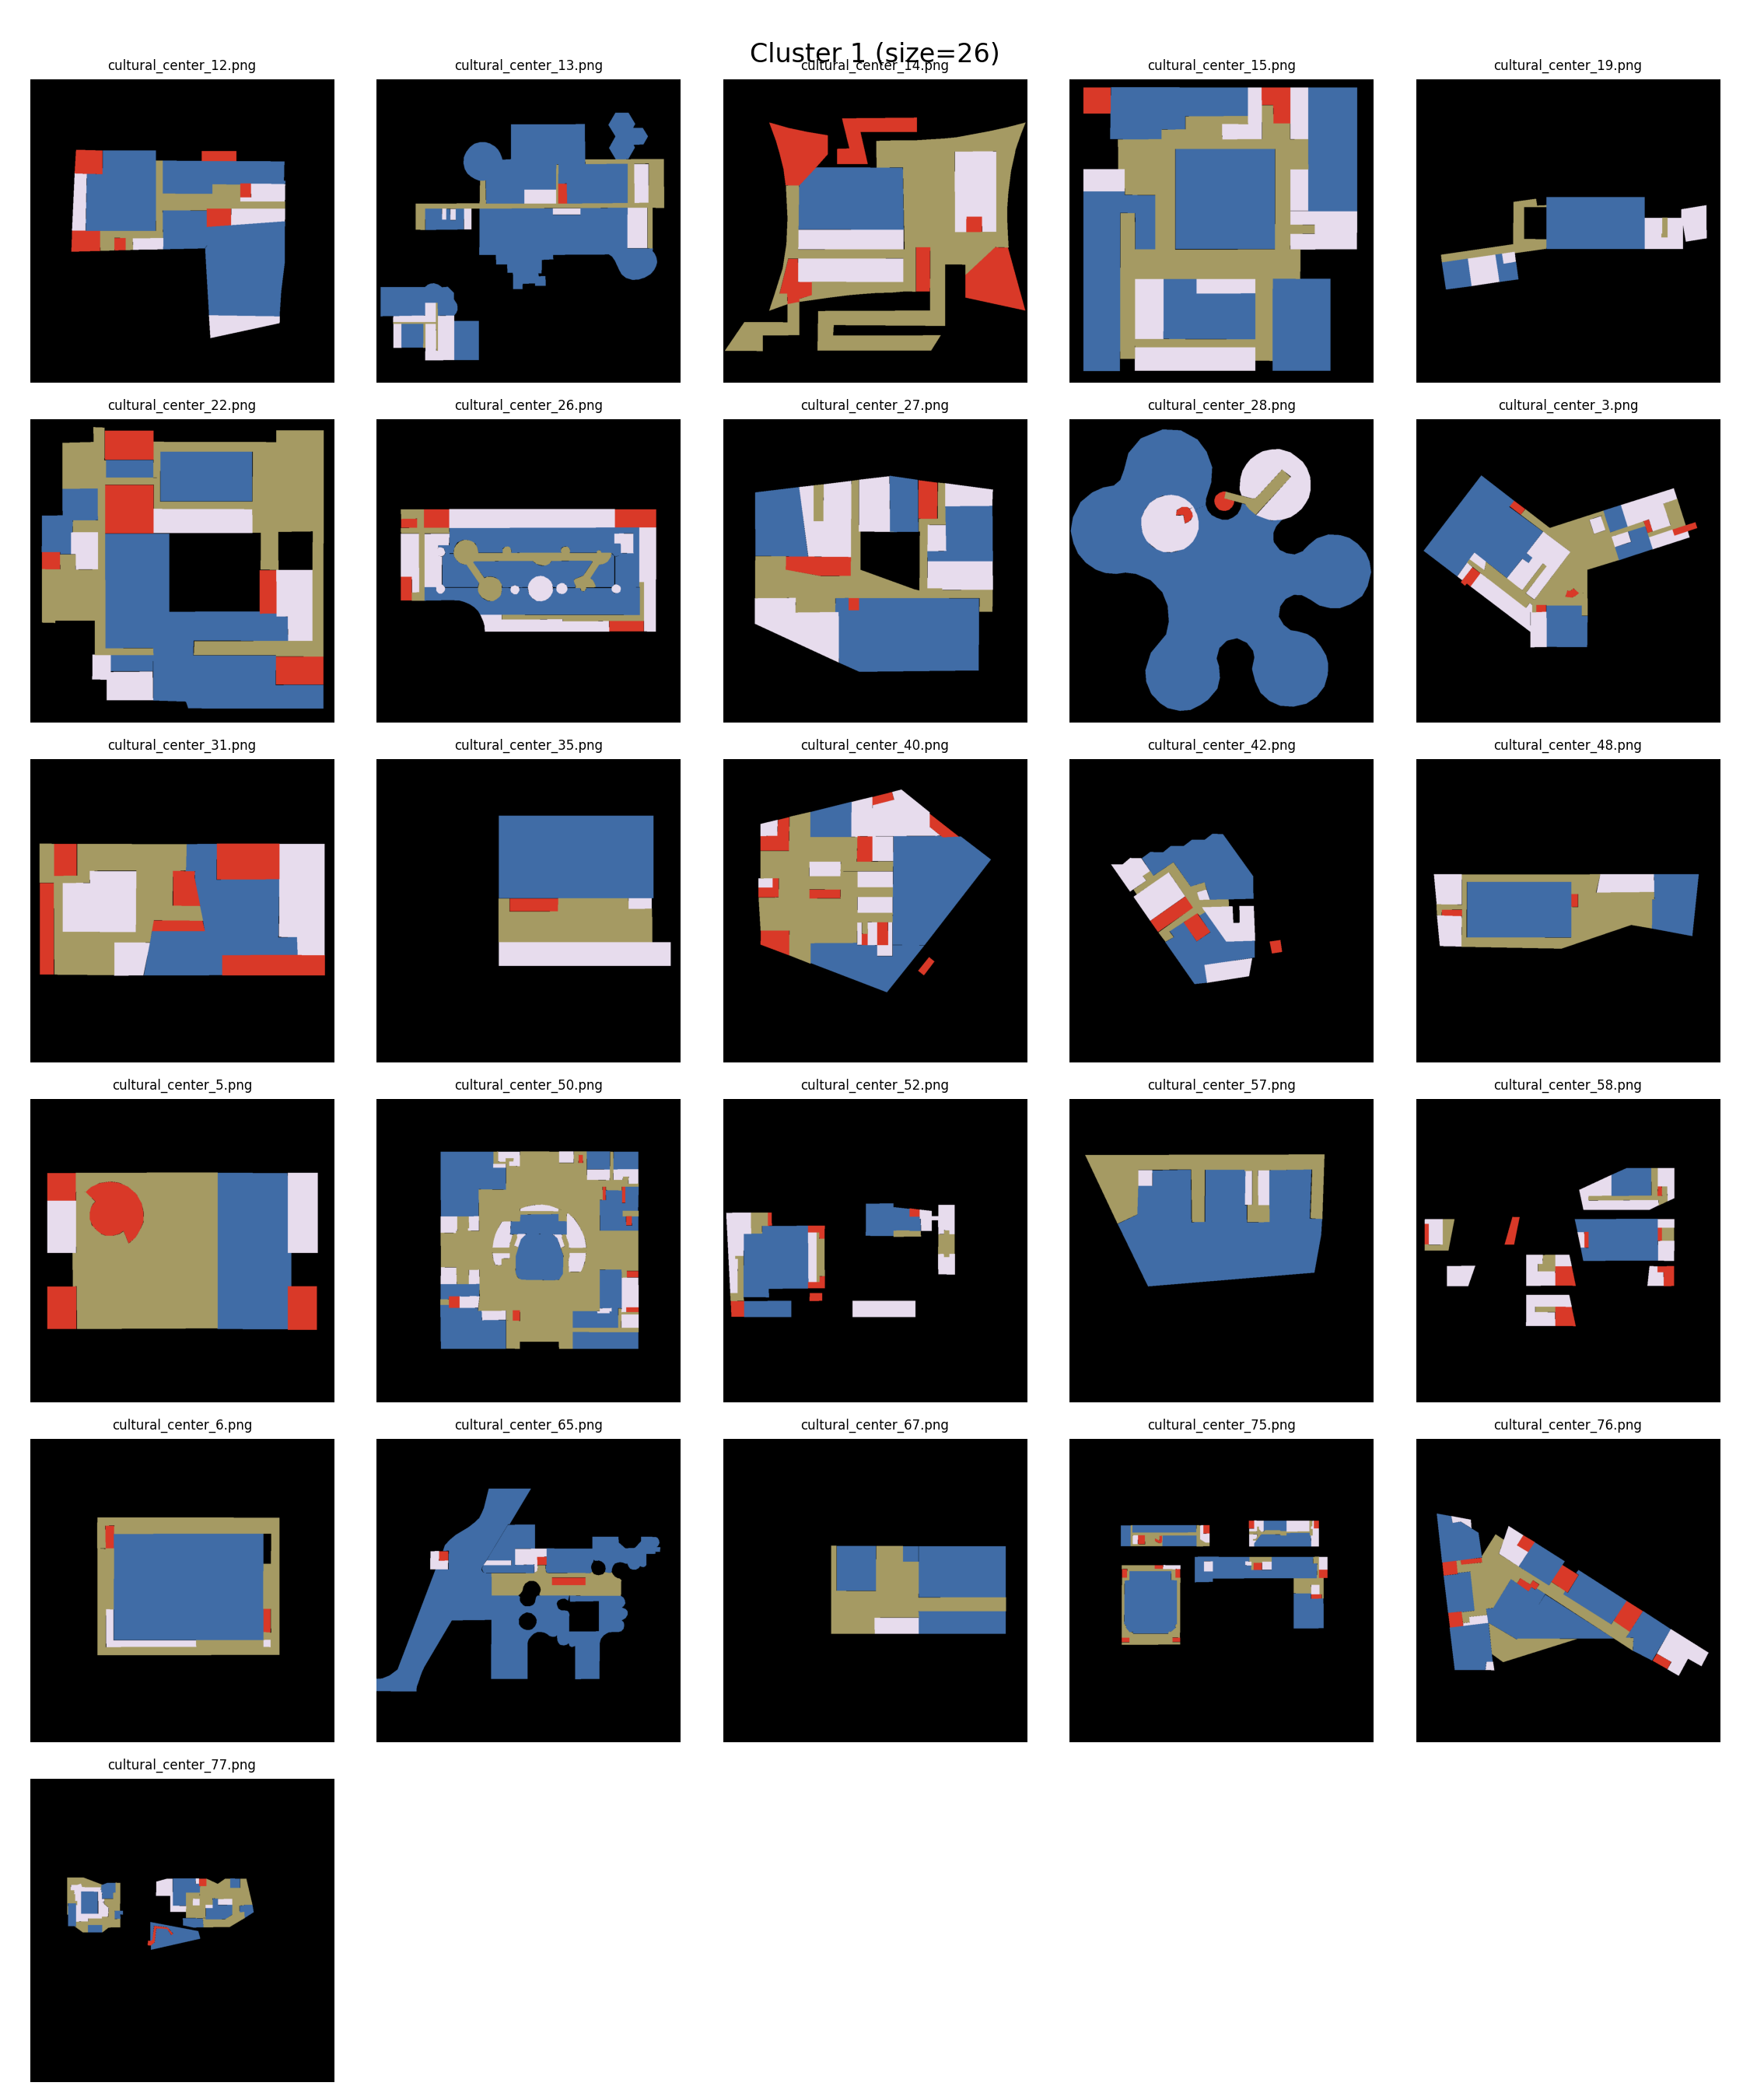 Cluster 1 (size=26)
cultural_center_12.png
cultural_center_13.png
cultural_center_14.png
cultural_center_15.png
cultural_center_19.png
cultural_center_22.png
cultural_center_26.png
cultural_center_27.png
cultural_center_28.png
cultural_center_3.png
cultural_center_31.png
cultural_center_35.png
cultural_center_40.png
cultural_center_42.png
cultural_center_48.png
cultural_center_5.png
cultural_center_50.png
cultural_center_52.png
cultural_center_57.png
cultural_center_58.png
cultural_center_6.png
cultural_center_65.png
cultural_center_67.png
cultural_center_75.png
cultural_center_76.png
cultural_center_77.png